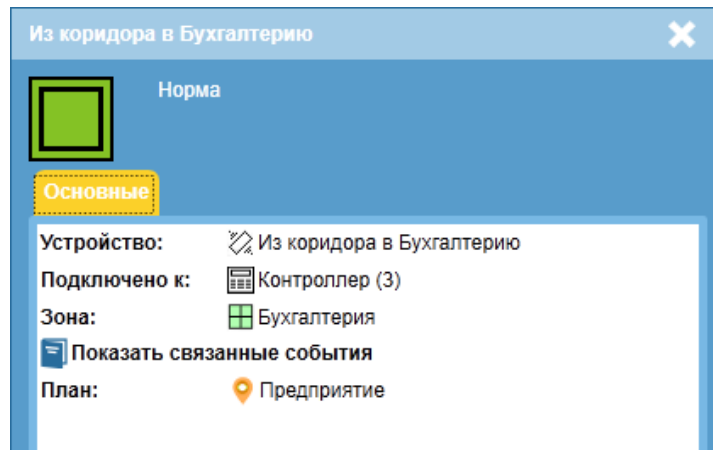 Из коридора в Бухгалтерию
Норма
Основные
Устройство: Из коридора в Бухгалтерию
Подключено к: Контроллер (3)
Зона: Бухгалтерия
Показать связанные события
План: Предприятие